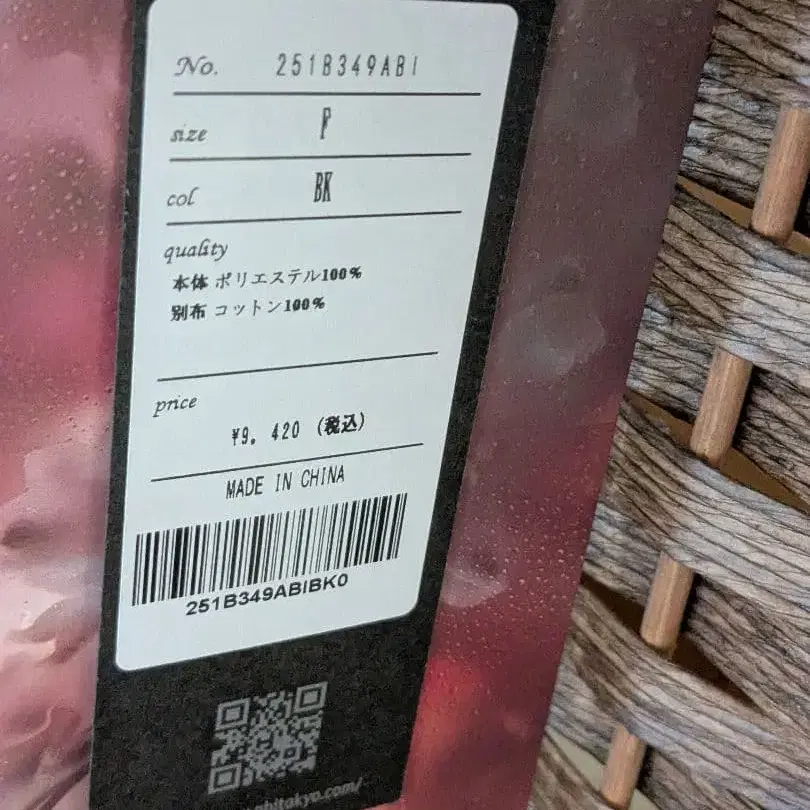 No. 251B349ABI
size F
col BK
quality
本体 ポリエステル100%
別布 コットン100%
price
¥9,420 (税込)
MADE IN CHINA
251B349ABIBK0